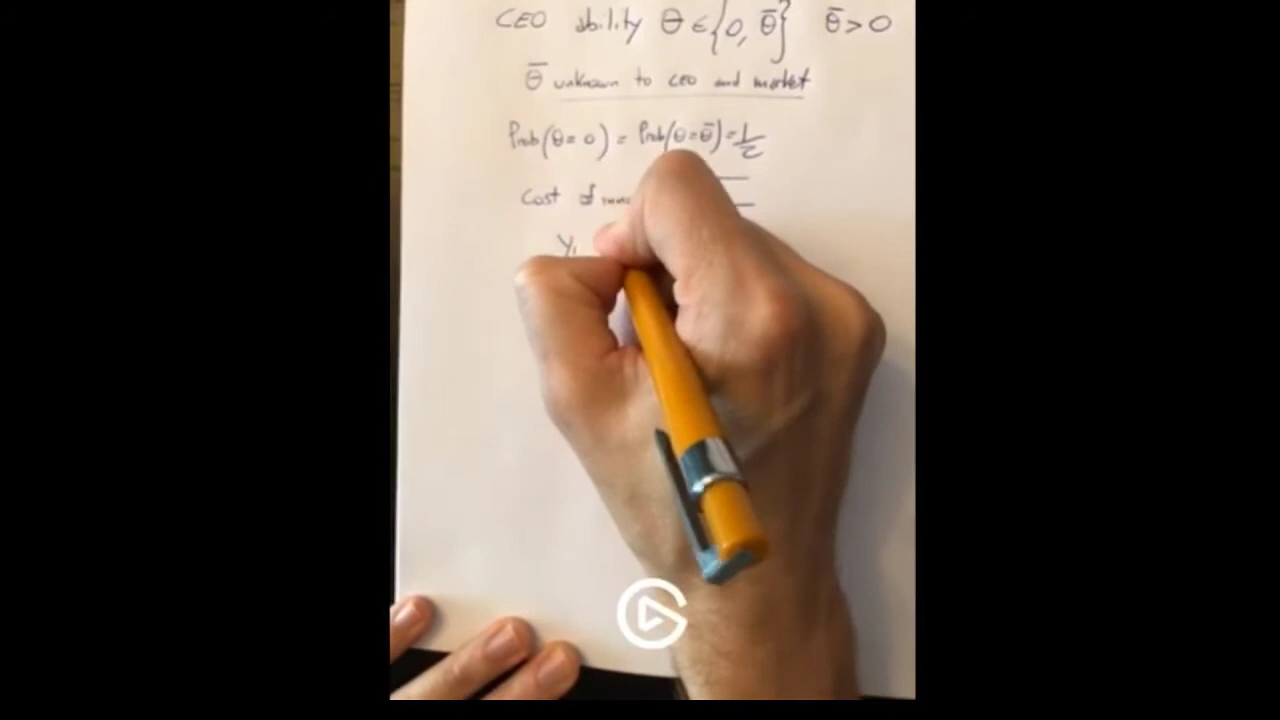 CEO ability θ ∈ {0, θ̄} θ̄ > 0
θ̄ unknown to CEO and market
Prob(θ = 0) = Prob(θ = θ̄) = 1/2
Cost of
Y